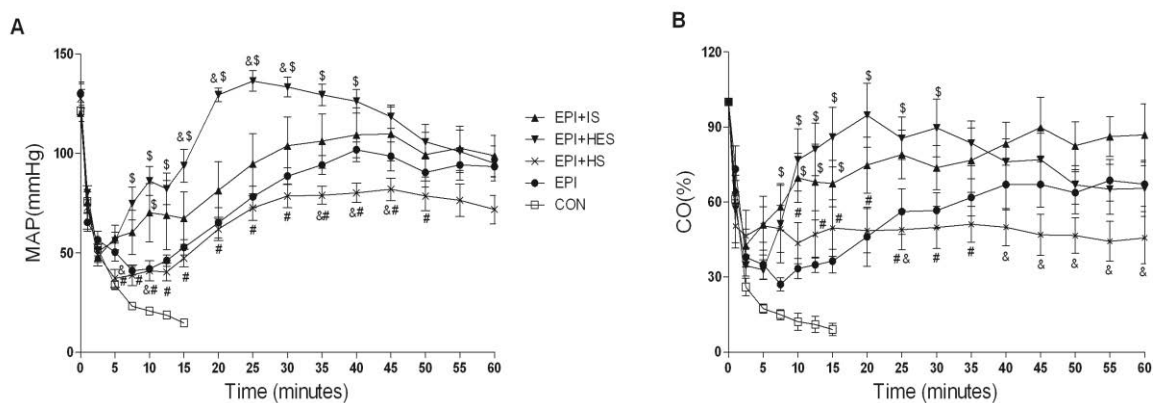 A
MAP(mmHg)
150
100
50
0
&$ &$ &$ $ $
&$
$ $ $
$
&
# # &# # #
# # # &# &# &# #
0 5 10 15 20 25 30 35 40 45 50 55 60
Time (minutes)
EPI+IS
EPI+HES
EPI+HS
EPI
CON
B
CO(%)
120
90
60
30
0
$ $ $ $ $ $
$ $
# # # #
#& # # & & & & &
0 5 10 15 20 25 30 35 40 45 50 55 60
Time (minutes)